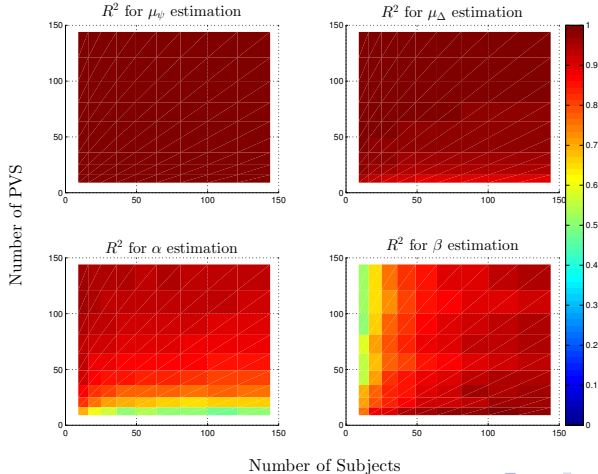 R² for μ_ψ estimation
R² for μ_Δ estimation
150
100
50
0
0 50 100 150
150
100
50
0
0 50 100 150
R² for α estimation
R² for β estimation
150
100
50
0
0 50 100 150
150
100
50
0
0 50 100 150
1
0.9
0.8
0.7
0.6
0.5
0.4
0.3
0.2
0.1
0
Number of PVS
Number of Subjects